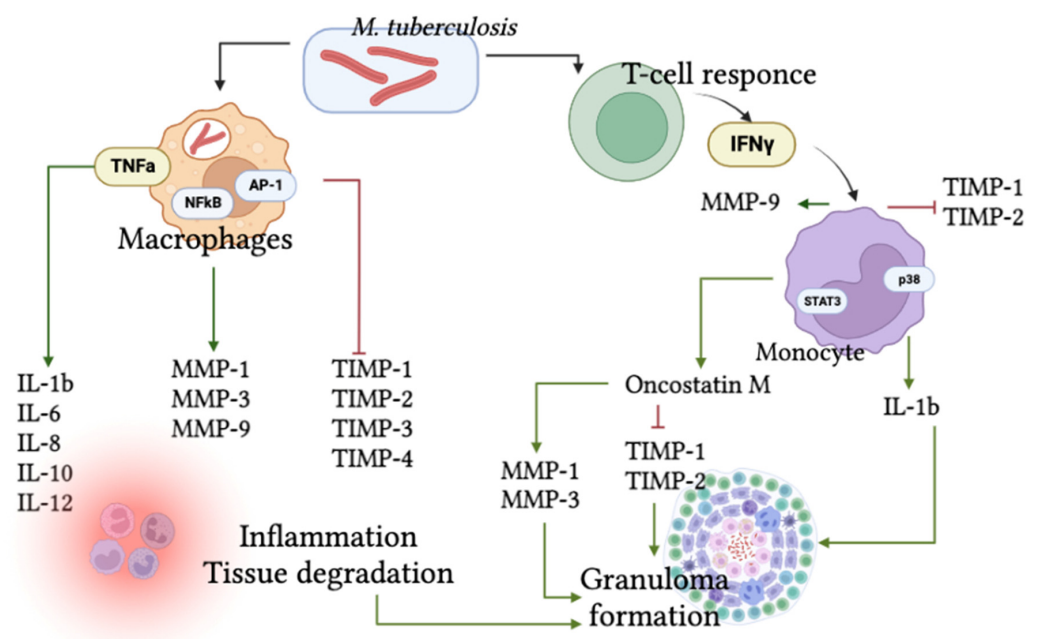 M. tuberculosis
T-cell responce
IFNγ
TNFa
AP-1
NFkB
Macrophages
MMP-9
TIMP-1
TIMP-2
p38
STAT3
Monocyte
IL-1b
IL-6
IL-8
IL-10
IL-12
MMP-1
MMP-3
MMP-9
TIMP-1
TIMP-2
TIMP-3
TIMP-4
Oncostatin M
IL-1b
MMP-1
MMP-3
TIMP-1
TIMP-2
Inflammation
Tissue degradation
Granuloma
formation